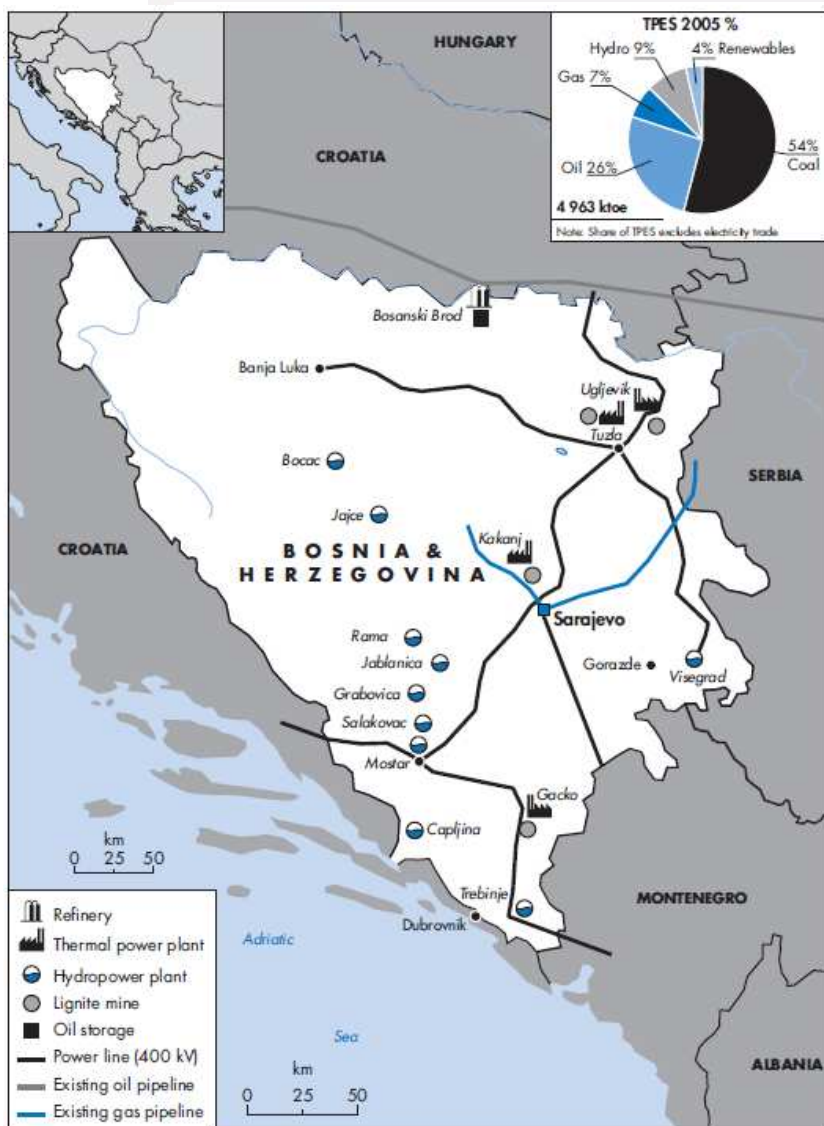 HUNGARY
CROATIA
TPES 2005 %
Hydro 9%
4% Renewables
Gas 7%
Oil 26%
54%
Coal
4 963 ktoe
Note: Share of TPES excludes electricity trade
Bosanski Brod
Banja Luka
Ugljevik
Tuzla
Bocac
SERBIA
Jajce
Kakanj
CROATIA
BOSNIA &
HERZEGOVINA
Sarajevo
Rama
Jablanica
Gorazde
Visegrad
Grabovica
Salakovac
Mostar
Gacko
Capljina
km
0 25 50
Trebinje
MONTENEGRO
Dubrovnik
Adriatic
Sea
Refinery
Thermal power plant
Hydropower plant
Lignite mine
Oil storage
Power line (400 kV)
Existing oil pipeline
Existing gas pipeline
km
0 25 50
ALBANIA